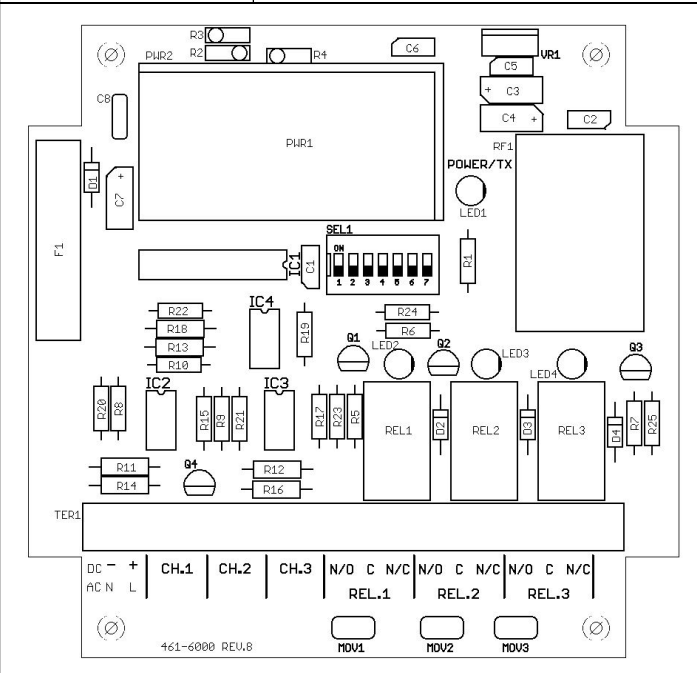 R3
R2
PWR2
R4
C6
VR1
C5
C8
+ C3
C4 +
C2
PWR1
RF1
POWER/TX
LED1
D1
+
C7
F1
SEL1
ON
1 2 3 4 5 6 7
IC1
C1
R1
R22
R18
R13
R10
IC4
R19
R24
R6
Q1
LED2
Q2
LED3
LED4
Q3
R20
R8
IC2
R15
R9
R21
IC3
R17
R23
R5
REL1
D2
REL2
D3
REL3
D4
R7
R25
R11
R14
Q4
R12
R16
TER1
DC - +
AC N L
CH.1 CH.2 CH.3
N/O C N/C N/O C N/C N/O C N/C
REL.1 REL.2 REL.3
461-6000 REV.8
MOV1 MOV2 MOV3